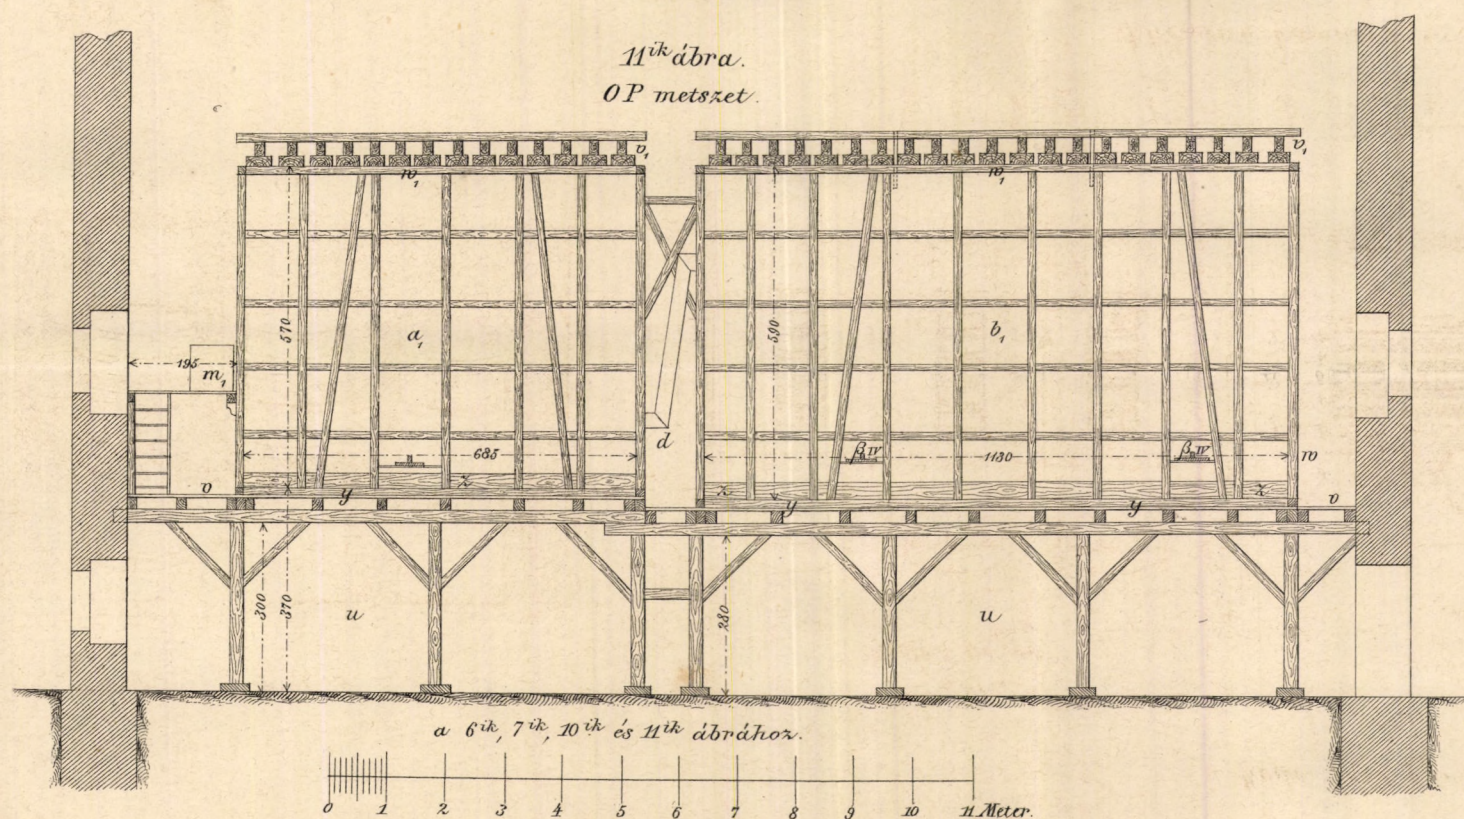 11ik ábra.
OP metszet.
v₁
v₁
w₁
w₁
570
590
a₁
b₁
195
m₁
d
685
β IV
1130
β IV
w
z
z
z
v
y
y
y
v
300
370
280
u
u
a 6ik, 7ik, 10ik és 11ik ábrához.
0 1 2 3 4 5 6 7 8 9 10 11 Meter.